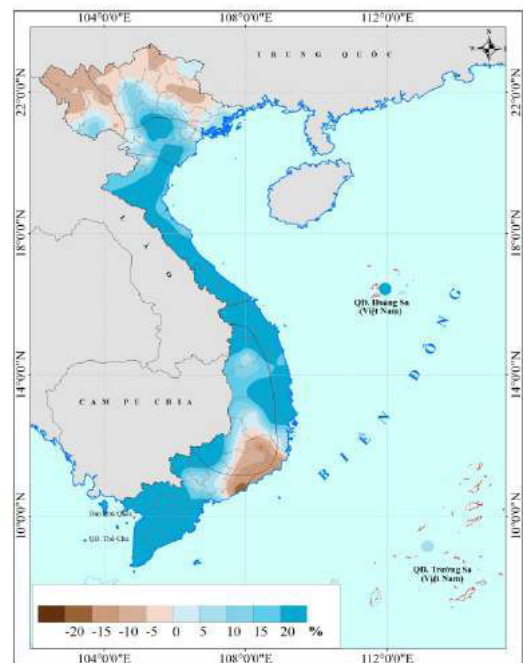 104°0'0"E 108°0'0"E 112°0'0"E
N
W E
S
TRUNG QUỐC
22°0'0"N 22°0'0"N
LÀO
18°0'0"N 18°0'0"N
QĐ. Hoàng Sa
(Việt Nam)
BIỂN ĐÔNG
14°0'0"N 14°0'0"N
CAM PU CHIA
10°0'0"N 10°0'0"N
QĐ. Thổ Chu
QĐ. Trường Sa
(Việt Nam)
-20 -15 -10 -5 0 5 10 15 20 %
104°0'0"E 108°0'0"E 112°0'0"E